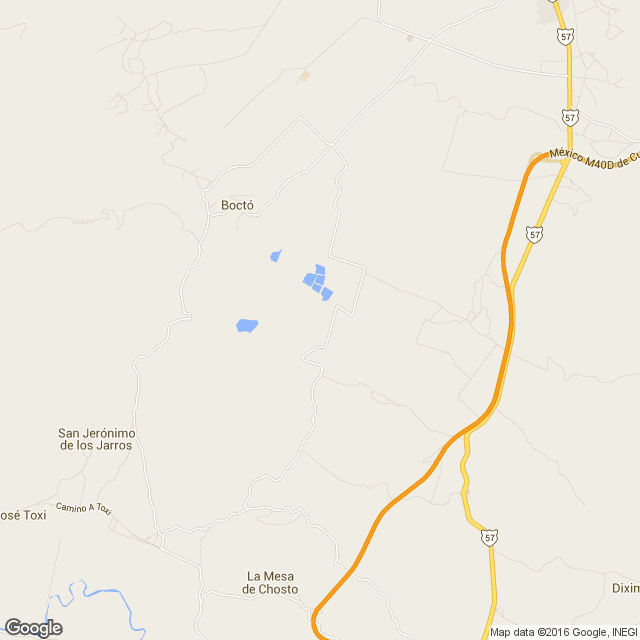 57
57
México M40D de Cu
Boctó
57
San Jerónimo
de los Jarros
Camino A Toxi
osé Toxi
57
La Mesa
de Chosto
Dixim
Google
Map data ©2016 Google, INEGI